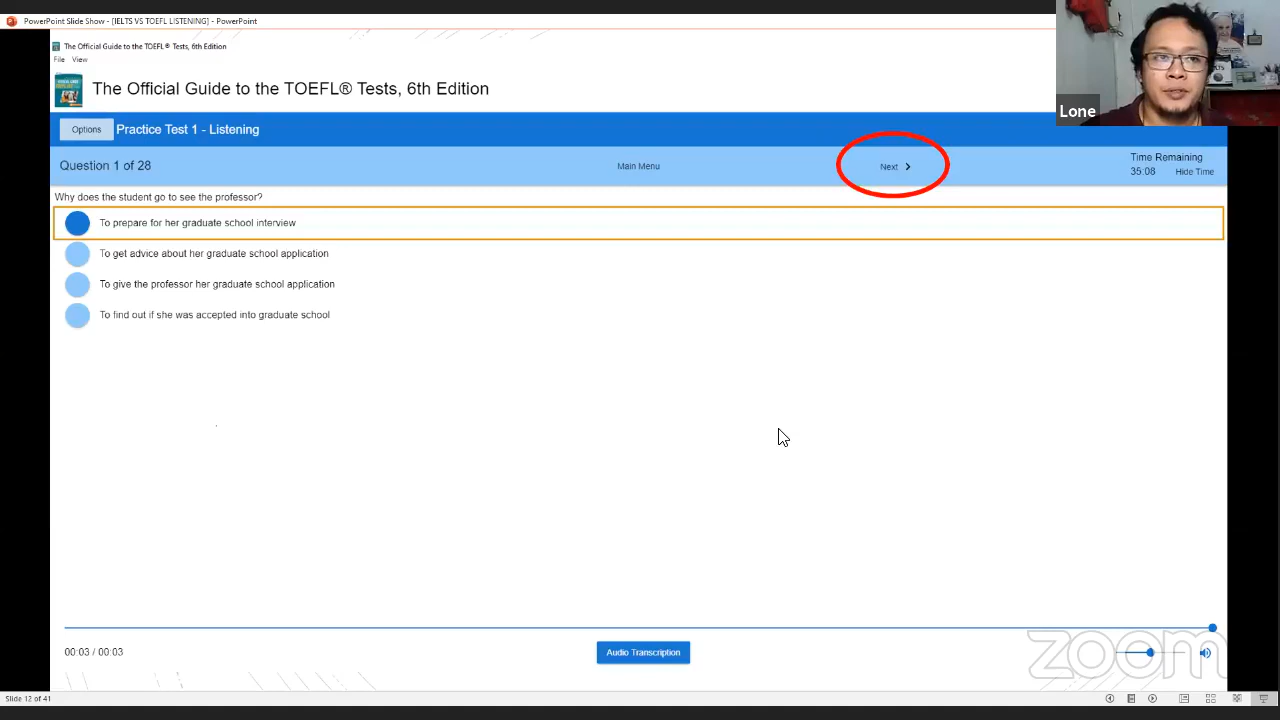 PowerPoint Slide Show - [IELTS VS TOEFL LISTENING] - PowerPoint
The Official Guide to the TOEFL® Tests, 6th Edition
File View
The Official Guide to the TOEFL® Tests, 6th Edition
Lone
Options Practice Test 1 - Listening
Question 1 of 28 Main Menu Next Time Remaining
35:08 Hide Time
Why does the student go to see the professor?
To prepare for her graduate school interview
To get advice about her graduate school application
To give the professor her graduate school application
To find out if she was accepted into graduate school
00:03 / 00:03 Audio Transcription
zoom
Slide 12 of 41